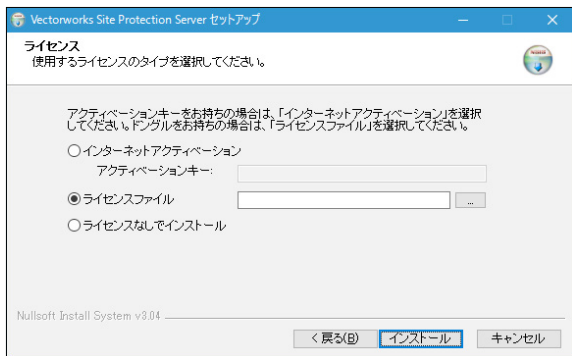 Vectorworks Site Protection Server セットアップ
ライセンス
使用するライセンスのタイプを選択してください。
アクティベーションキーをお持ちの場合は、「インターネットアクティベーション」を選択
してください。ドングルをお持ちの場合は、「ライセンスファイル」を選択してください。
インターネットアクティベーション
アクティベーションキー:
ライセンスファイル
...
ライセンスなしでインストール
Nullsoft Install System v3.04
< 戻る(B)
インストール
キャンセル